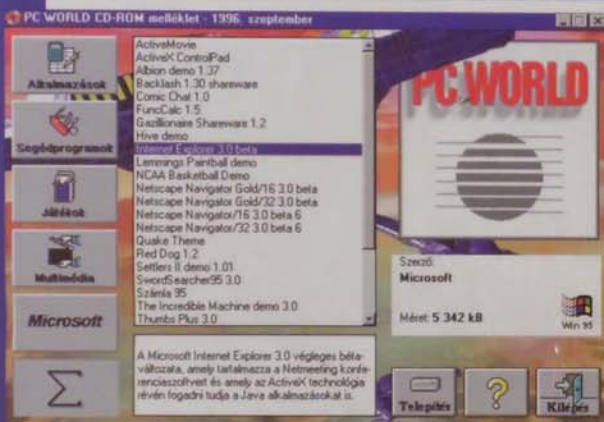 PC WORLD CD-ROM melléklet - 1996. szeptember
Alkalmazások
Segédprogramok
Játékok
Multimédia
Microsoft
Σ
ActiveMovie
ActiveX ControlPad
Albion demo 1.37
Backlash 1.30 shareware
Comic Chat 1.0
FuncCalc 1.5
Gazillionaire Shareware 1.2
Hive demo
Internet Explorer 3.0 beta
Lemmings Paintball demo
NCAA Basketball Demo
Netscape Navigator Gold/16 3.0 beta
Netscape Navigator Gold/32 3.0 beta
Netscape Navigator/16 3.0 beta 6
Netscape Navigator/32 3.0 beta 6
Quake Theme
Red Dog 1.2
Settlers II demo 1.01
SwordSearcher95 3.0
Számla 95
The Incredible Machine demo 3.0
Thumbs Plus 3.0
A Microsoft Internet Explorer 3.0 végleges béta-
változata, amely tartalmazza a Netmeeting konfe-
renciaszoftvert és amely az ActiveX technológia
révén fogadni tudja a Java alkalmazásokat is.
PC WORLD
Szerző:
Microsoft
Méret: 5 342 kB
Win 95
Telepítés
?
Kilépés